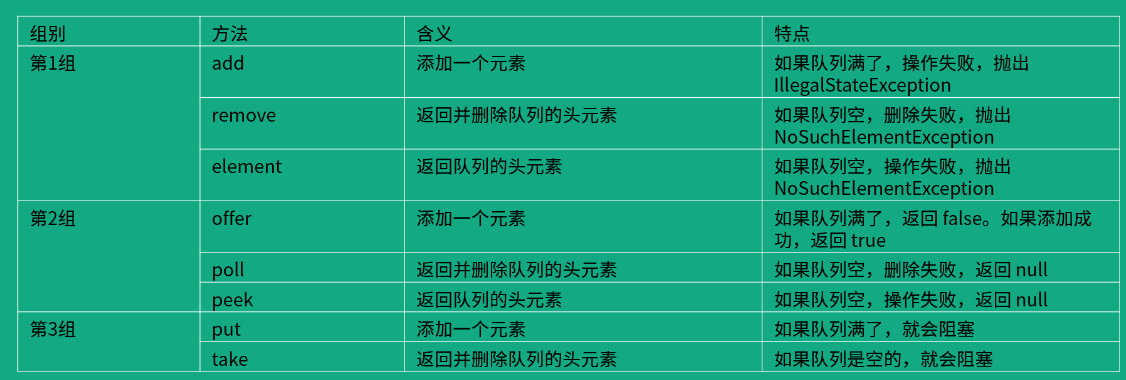 组别 方法 含义 特点
第1组 add 添加一个元素 如果队列满了，操作失败，抛出
IllegalStateException
remove 返回并删除队列的头元素 如果队列空，删除失败，抛出
NoSuchElementException
element 返回队列的头元素 如果队列空，操作失败，抛出
NoSuchElementException
第2组 offer 添加一个元素 如果队列满了，返回 false。如果添加成
功，返回 true
poll 返回并删除队列的头元素 如果队列空，删除失败，返回 null
peek 返回队列的头元素 如果队列空，操作失败，返回 null
第3组 put 添加一个元素 如果队列满了，就会阻塞
take 返回并删除队列的头元素 如果队列是空的，就会阻塞